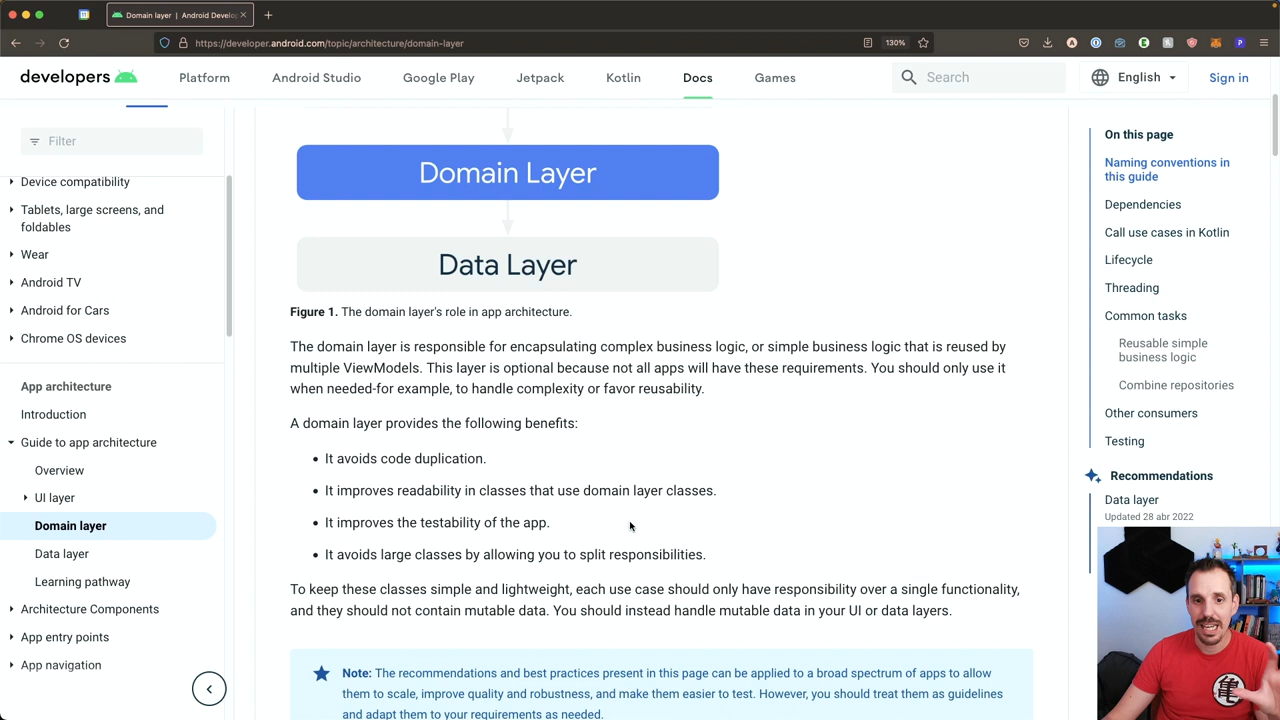 Domain layer | Android Develo
https://developer.android.com/topic/architecture/domain-layer
130%
developers
Platform
Android Studio
Google Play
Jetpack
Kotlin
Docs
Games
Search
English
Sign in
Filter
Device compatibility
Tablets, large screens, and
foldables
Wear
Android TV
Android for Cars
Chrome OS devices
App architecture
Introduction
Guide to app architecture
Overview
UI layer
Domain layer
Data layer
Learning pathway
Architecture Components
App entry points
App navigation
Domain Layer
Data Layer
Figure 1. The domain layer's role in app architecture.
The domain layer is responsible for encapsulating complex business logic, or simple business logic that is reused by
multiple ViewModels. This layer is optional because not all apps will have these requirements. You should only use it
when needed-for example, to handle complexity or favor reusability.
A domain layer provides the following benefits:
• It avoids code duplication.
• It improves readability in classes that use domain layer classes.
• It improves the testability of the app.
• It avoids large classes by allowing you to split responsibilities.
To keep these classes simple and lightweight, each use case should only have responsibility over a single functionality,
and they should not contain mutable data. You should instead handle mutable data in your UI or data layers.
Note: The recommendations and best practices present in this page can be applied to a broad spectrum of apps to allow
them to scale, improve quality and robustness, and make them easier to test. However, you should treat them as guidelines
and adapt them to your requirements as needed.
On this page
Naming conventions in
this guide
Dependencies
Call use cases in Kotlin
Lifecycle
Threading
Common tasks
Reusable simple
business logic
Combine repositories
Other consumers
Testing
Recommendations
Data layer
Updated 28 abr 2022